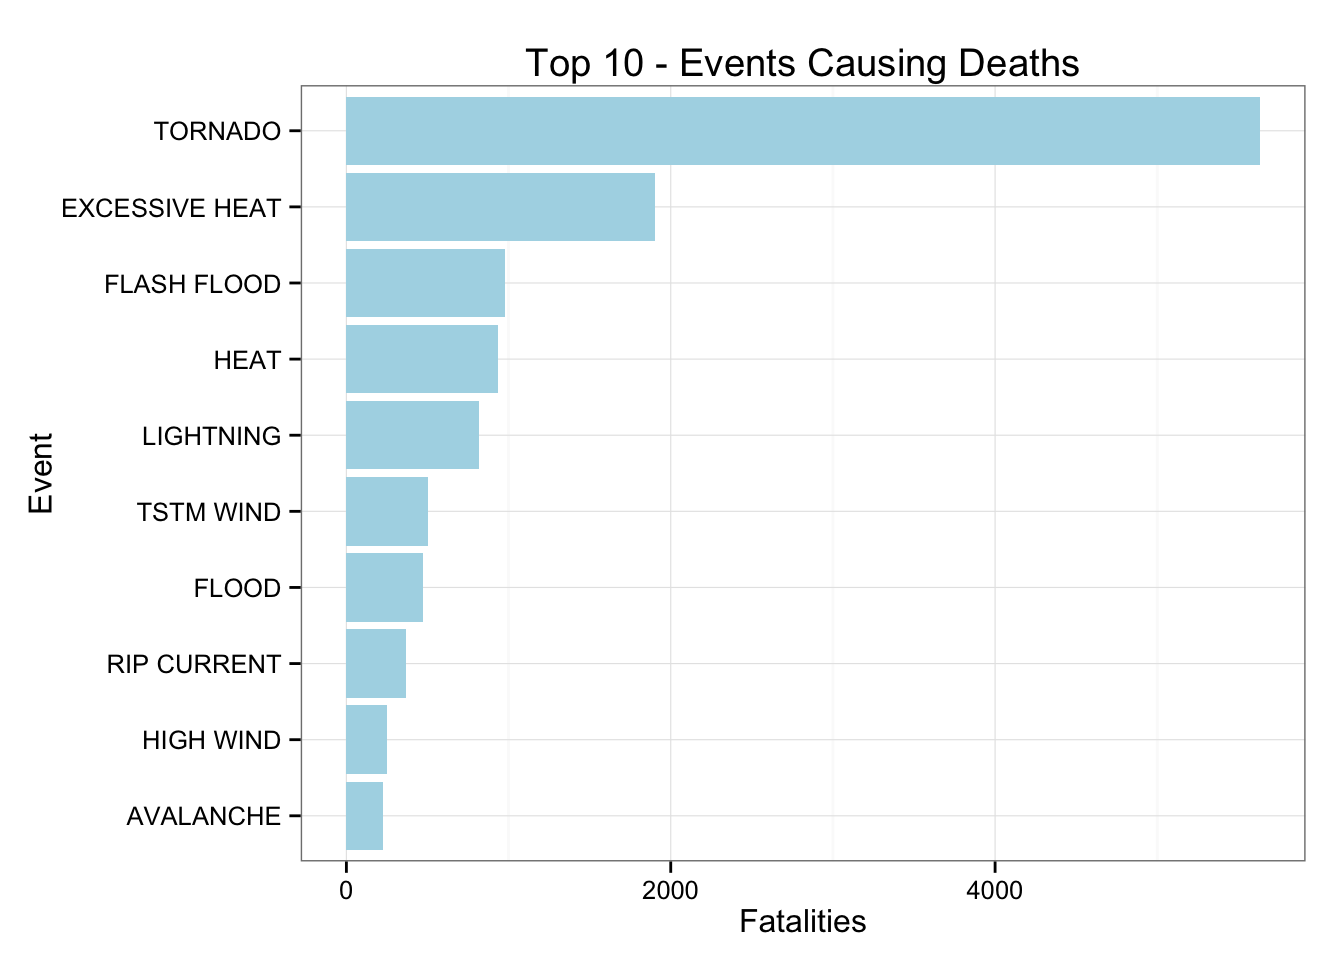 Top 10 - Events Causing Deaths
TORNADO
EXCESSIVE HEAT
FLASH FLOOD
HEAT
LIGHTNING
TSTM WIND
FLOOD
RIP CURRENT
HIGH WIND
AVALANCHE
Event
0 2000 4000
Fatalities